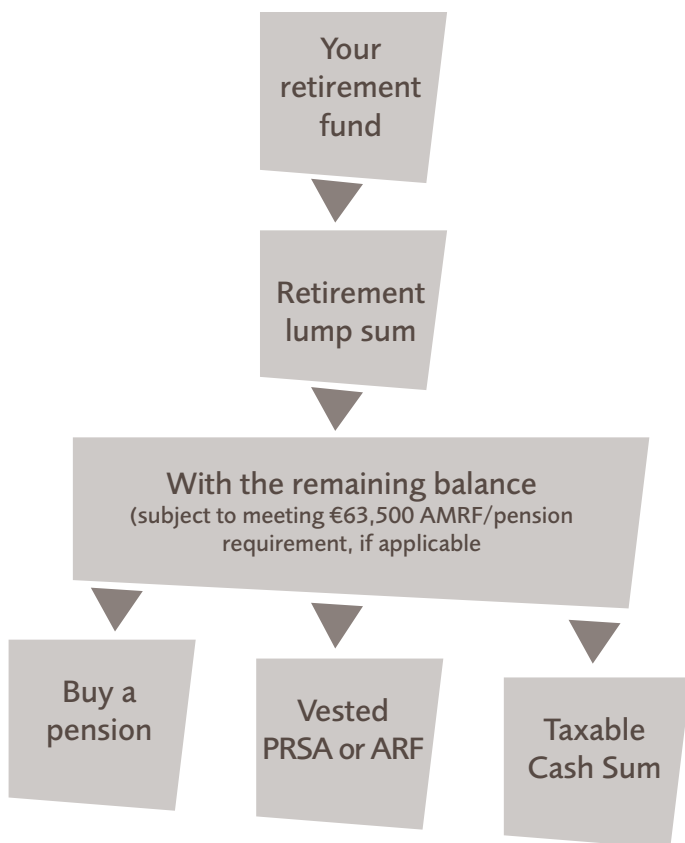 Your
retirement
fund
Retirement
lump sum
With the remaining balance
(subject to meeting €63,500 AMRF/pension
requirement, if applicable
Buy a
pension
Vested
PRSA or ARF
Taxable
Cash Sum